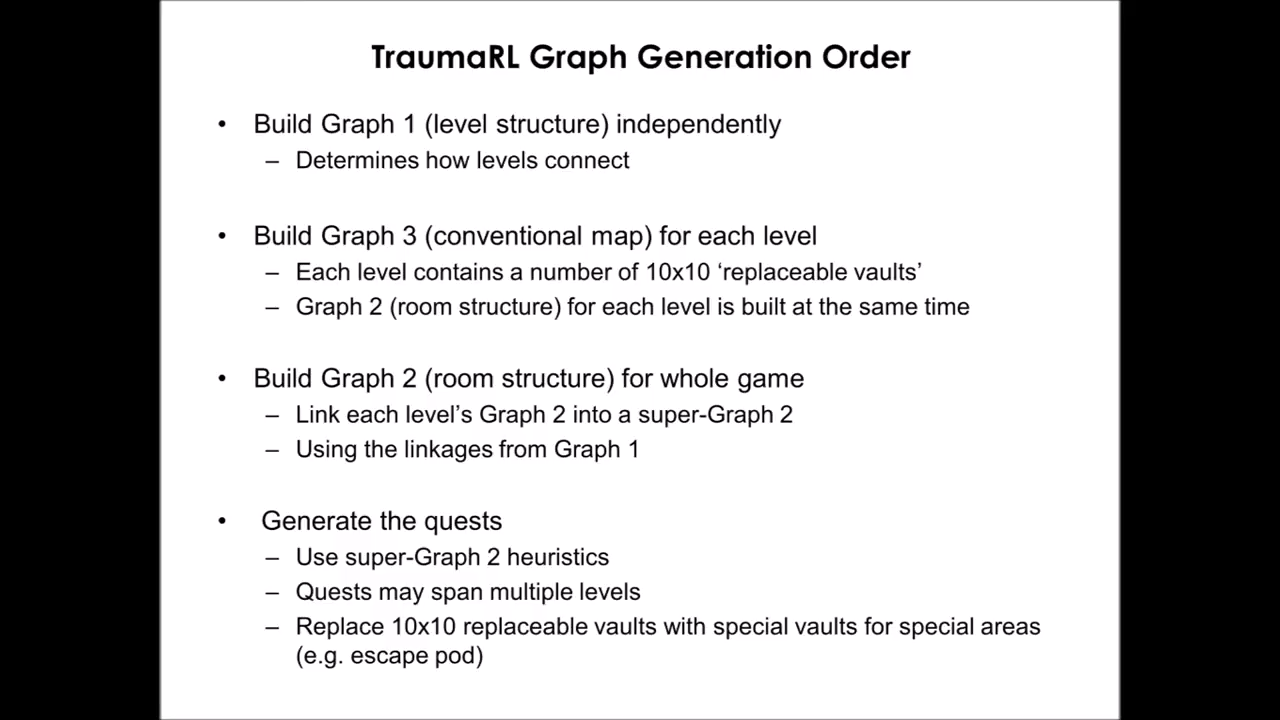 TraumaRL Graph Generation Order
• Build Graph 1 (level structure) independently
– Determines how levels connect
• Build Graph 3 (conventional map) for each level
– Each level contains a number of 10x10 ‘replaceable vaults’
– Graph 2 (room structure) for each level is built at the same time
• Build Graph 2 (room structure) for whole game
– Link each level’s Graph 2 into a super-Graph 2
– Using the linkages from Graph 1
• Generate the quests
– Use super-Graph 2 heuristics
– Quests may span multiple levels
– Replace 10x10 replaceable vaults with special vaults for special areas
(e.g. escape pod)